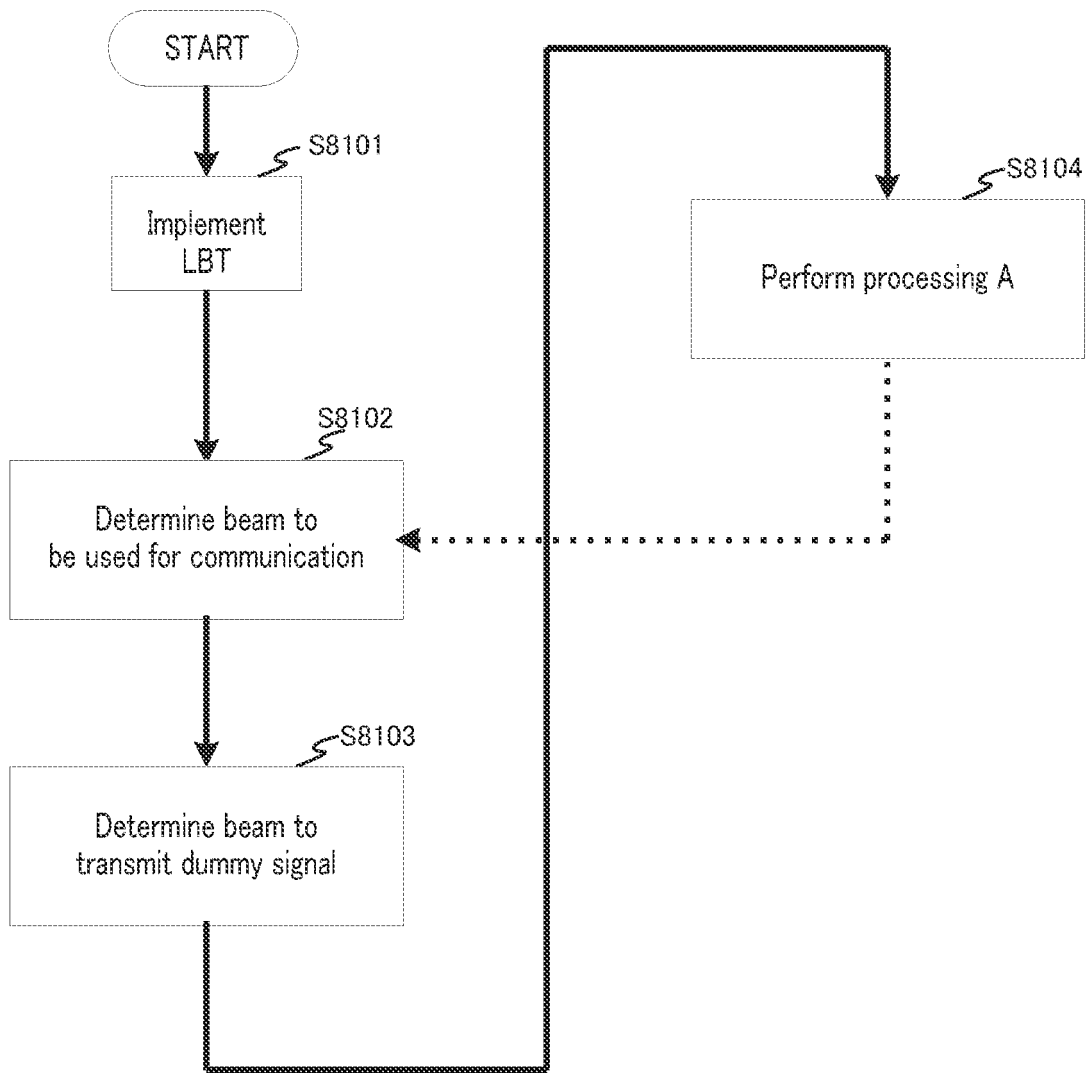 START
S8101
Implement
LBT
S8102
Determine beam to
be used for communication
S8103
Determine beam to
transmit dummy signal
S8104
Perform processing A